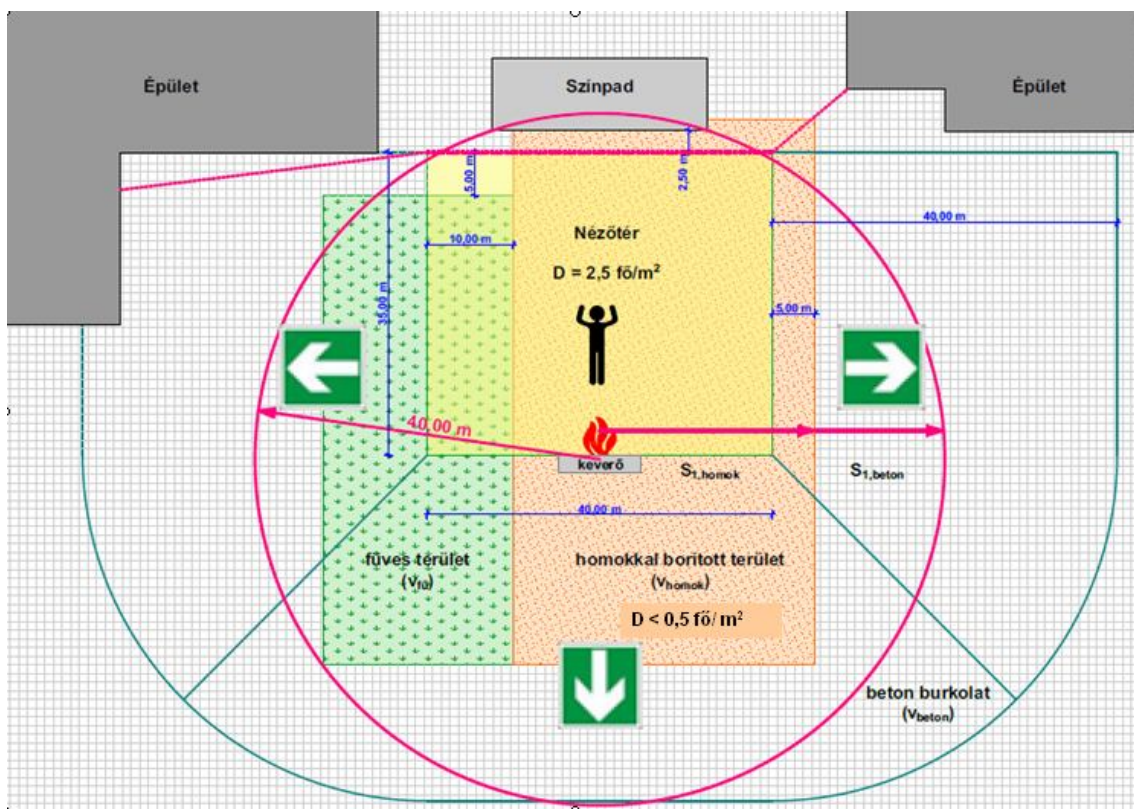 Épület
Színpad
Épület
5,00 m
2,50 m
40,00 m
10,00 m
Nézőtér
D = 2,5 fő/m²
35,00 m
5,00 m
40,00 m
keverő
S1,homok
S1,beton
40,00 m
füves terület
(vfű)
homokkal borított terület
(vhomok)
D < 0,5 fő/ m²
beton burkolat
(vbeton)